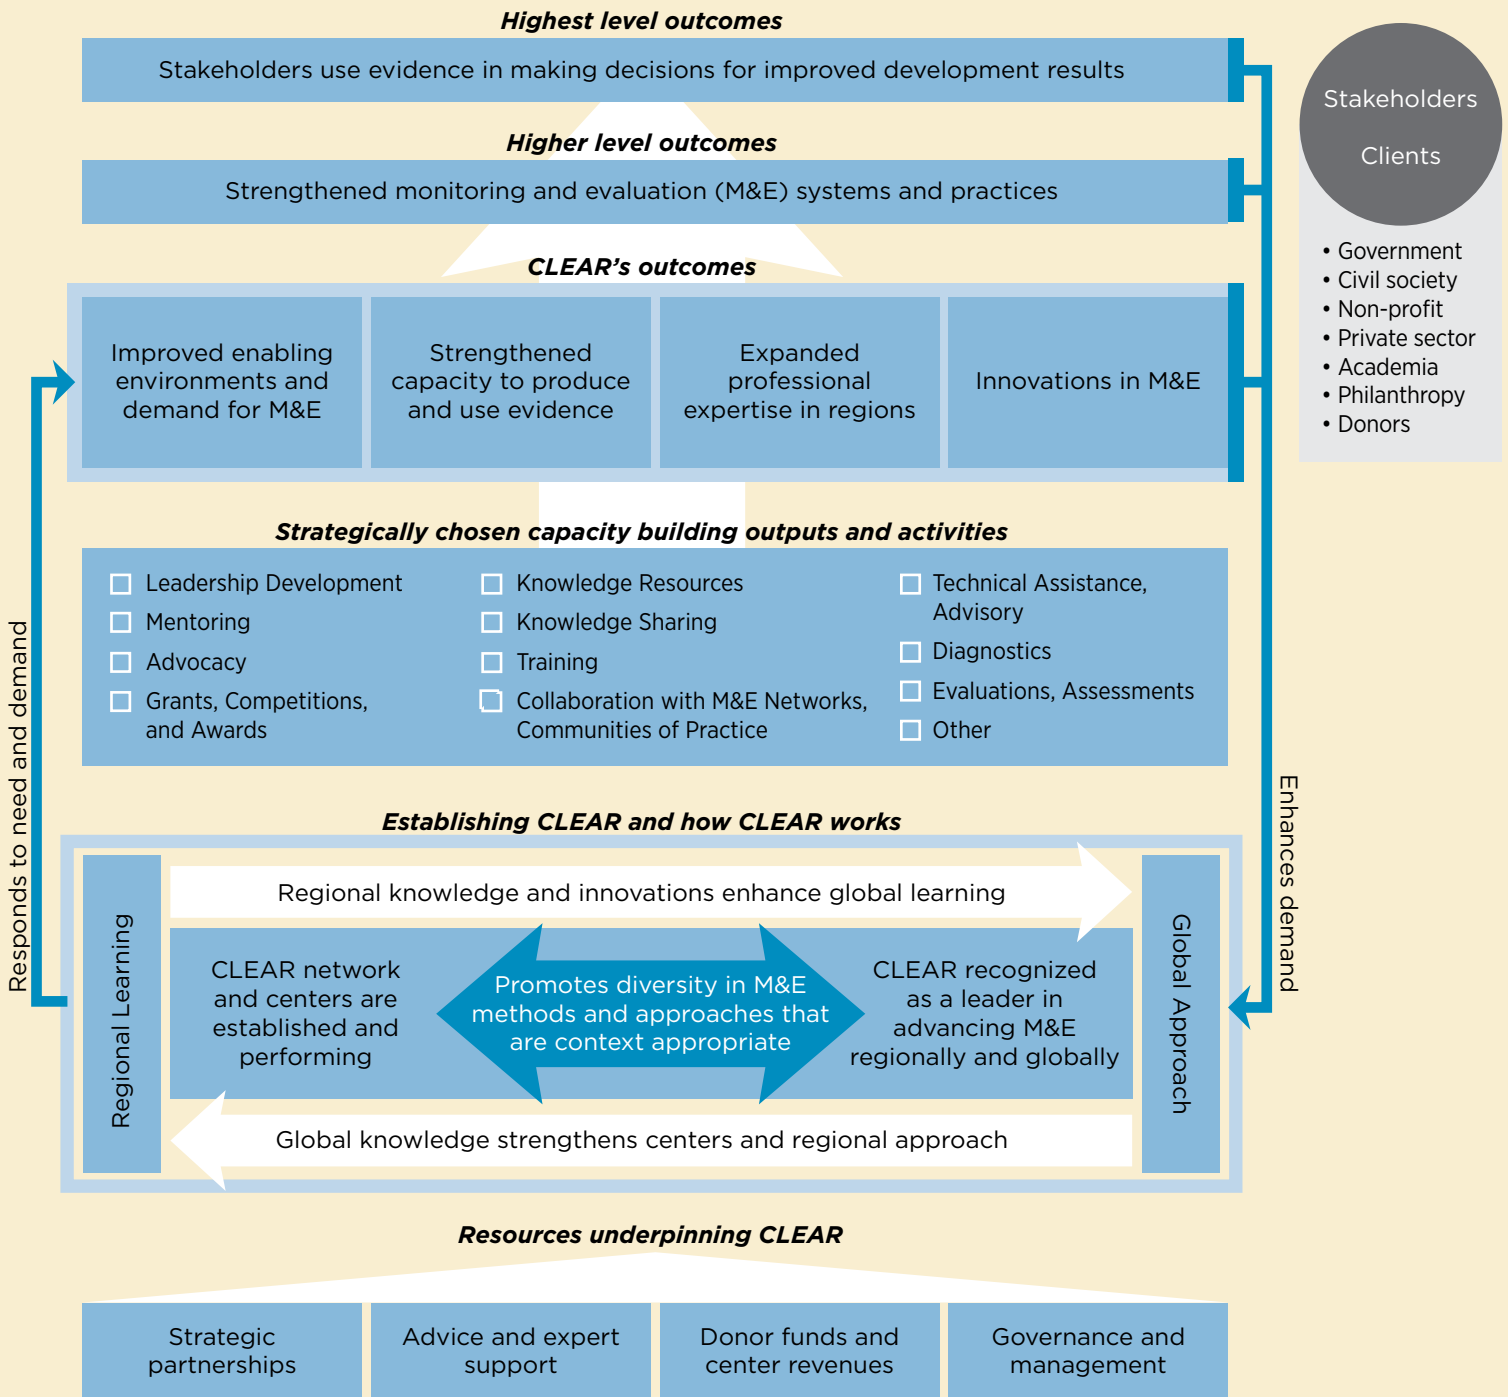 Highest level outcomes
Stakeholders use evidence in making decisions for improved development results
Higher level outcomes
Strengthened monitoring and evaluation (M&E) systems and practices
CLEAR's outcomes
Improved enabling
environments and
demand for M&E
Strengthened
capacity to produce
and use evidence
Expanded
professional
expertise in regions
Innovations in M&E
Strategically chosen capacity building outputs and activities
Leadership Development
Mentoring
Advocacy
Grants, Competitions,
and Awards
Knowledge Resources
Knowledge Sharing
Training
Collaboration with M&E Networks,
Communities of Practice
Technical Assistance,
Advisory
Diagnostics
Evaluations, Assessments
Other
Responds to need and demand
Enhances demand
Establishing CLEAR and how CLEAR works
Regional Learning
Regional knowledge and innovations enhance global learning
CLEAR network
and centers are
established and
performing
Promotes diversity in M&E
methods and approaches that
are context appropriate
CLEAR recognized
as a leader in
advancing M&E
regionally and globally
Global knowledge strengthens centers and regional approach
Global Approach
Resources underpinning CLEAR
Strategic
partnerships
Advice and expert
support
Donor funds and
center revenues
Governance and
management
Stakeholders
Clients
• Government
• Civil society
• Non-profit
• Private sector
• Academia
• Philanthropy
• Donors